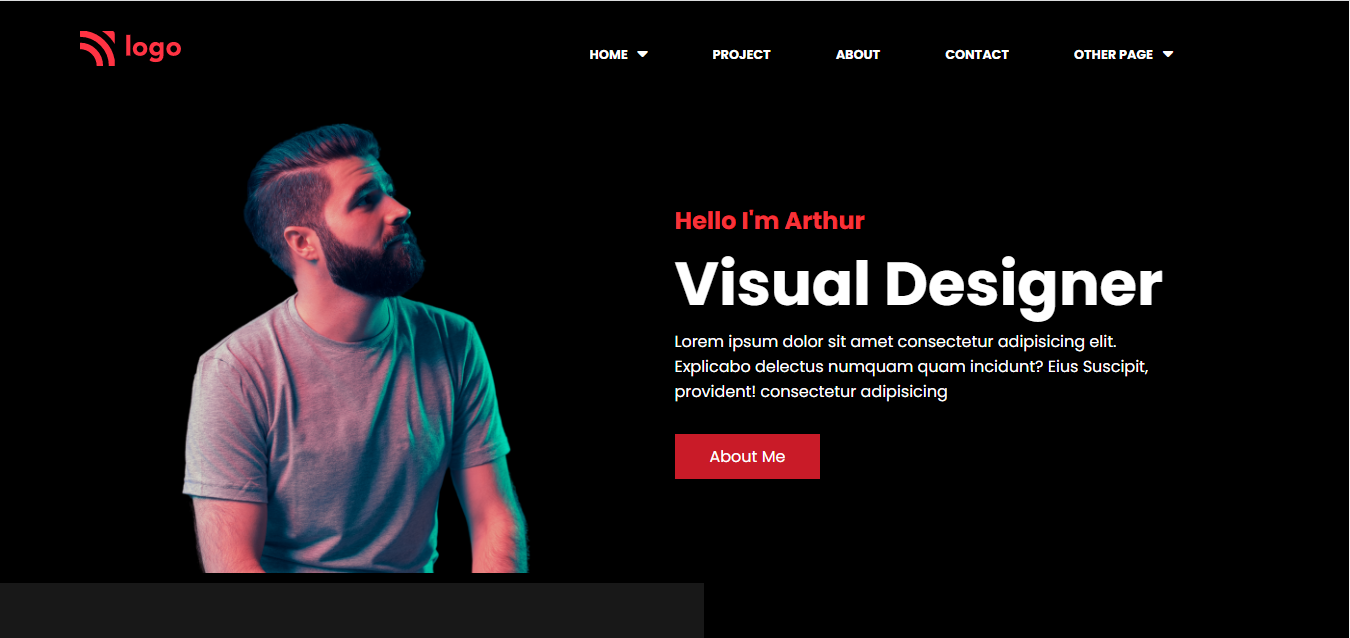 logo
HOME
PROJECT
ABOUT
CONTACT
OTHER PAGE
Hello I'm Arthur
Visual Designer
Lorem ipsum dolor sit amet consectetur adipisicing elit.
Explicabo delectus numquam quam incidunt? Eius Suscipit,
provident! consectetur adipisicing
About Me